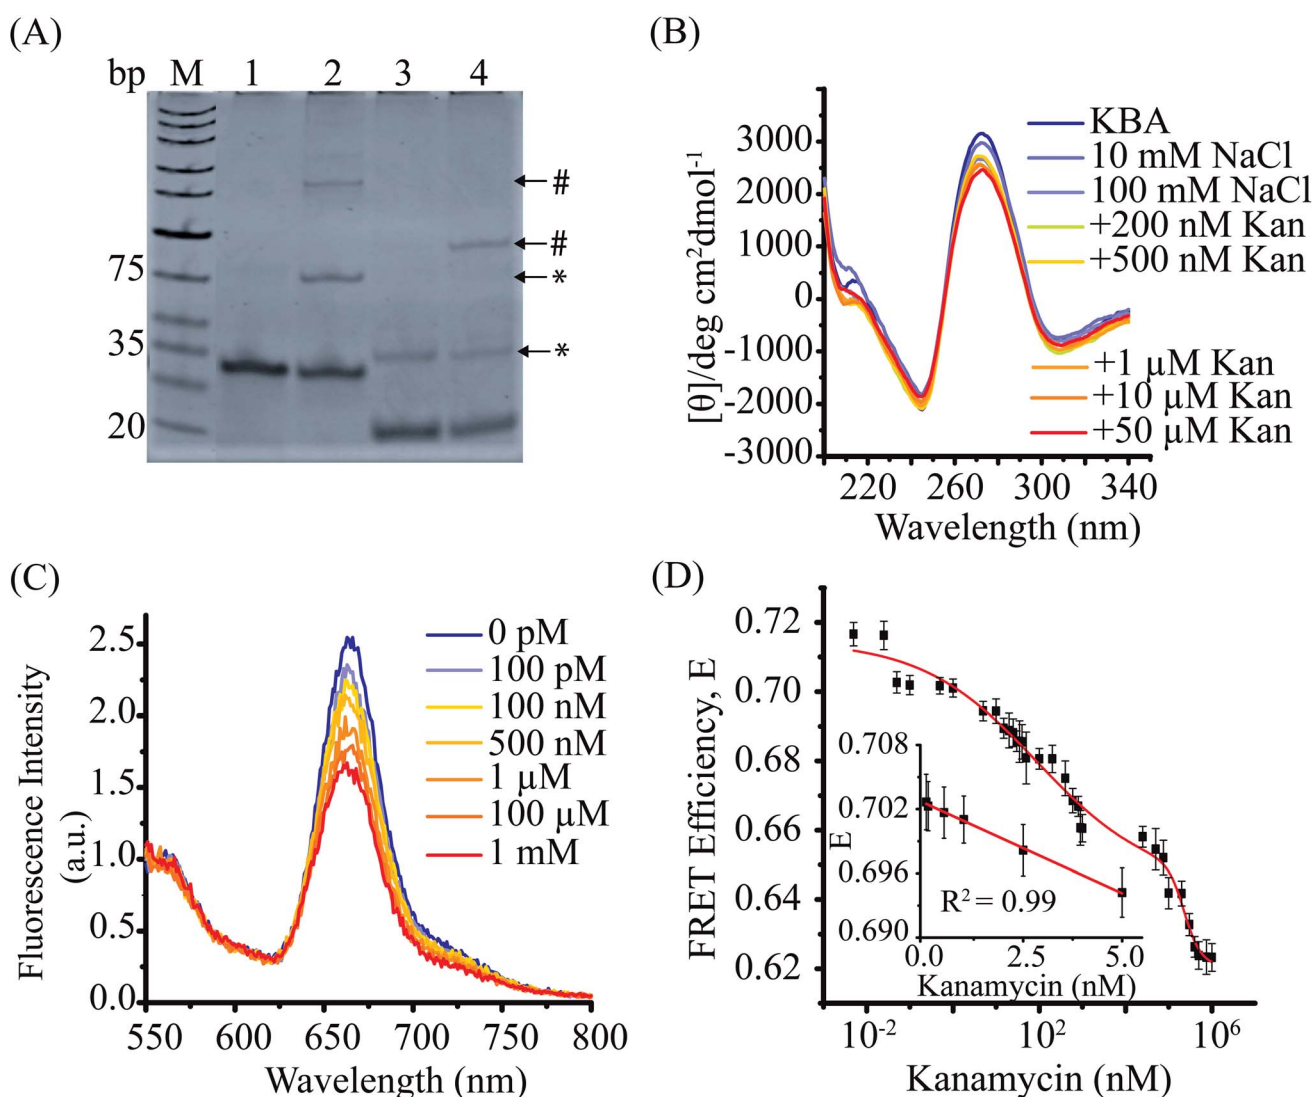 (A)
bp M 1 2 3 4
#
#
75
*
35
*
20
(B)
3000
2000
1000
0
-1000
-2000
-3000
[θ]/deg cm²dmol⁻¹
KBA
10 mM NaCl
100 mM NaCl
+200 nM Kan
+500 nM Kan
+1 µM Kan
+10 µM Kan
+50 µM Kan
220 260 300 340
Wavelength (nm)
(C)
2.5
2.0
1.5
1.0
0.5
0.0
Fluorescence Intensity
(a.u.)
0 pM
100 pM
100 nM
500 nM
1 µM
100 µM
1 mM
550 600 650 700 750 800
Wavelength (nm)
(D)
0.72
0.70
0.68
0.66
0.64
0.62
FRET Efficiency, E
0.708
0.702
0.696
0.690
E
R² = 0.99
0.0 2.5 5.0
Kanamycin (nM)
10⁻² 10² 10⁶
Kanamycin (nM)